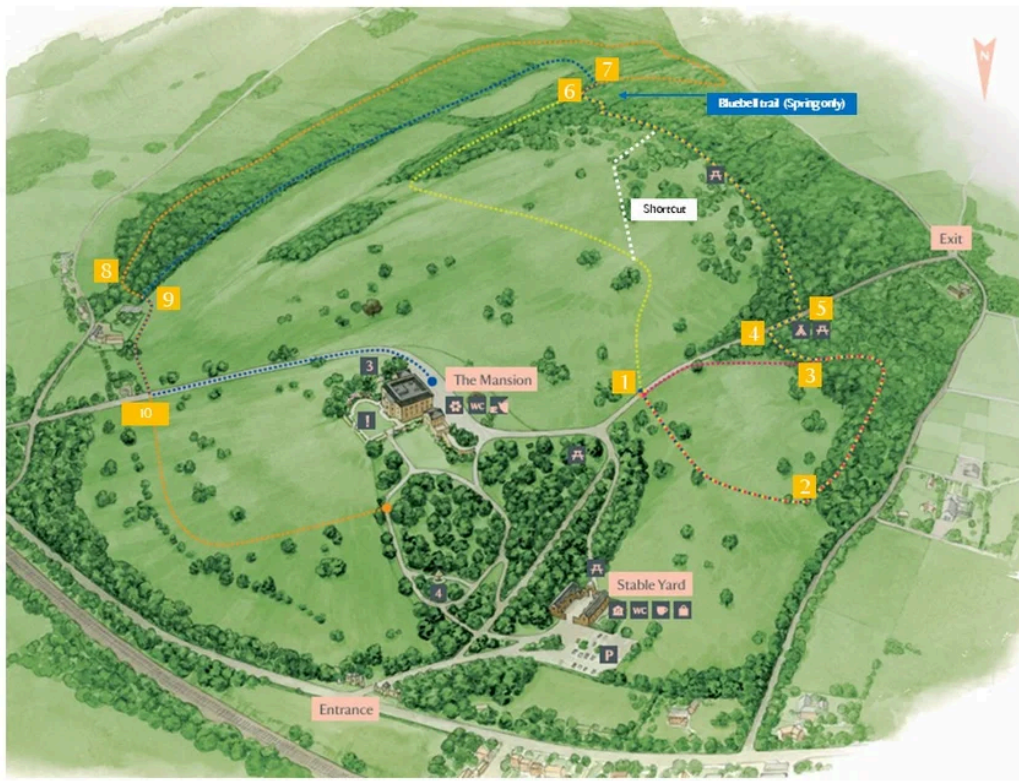 N
7
6
Bluebell trail (Spring only)
Shortcut
Exit
8
9
5
4
3
The Mansion
3
1
10
WC
!
2
4
Stable Yard
WC
P
Entrance